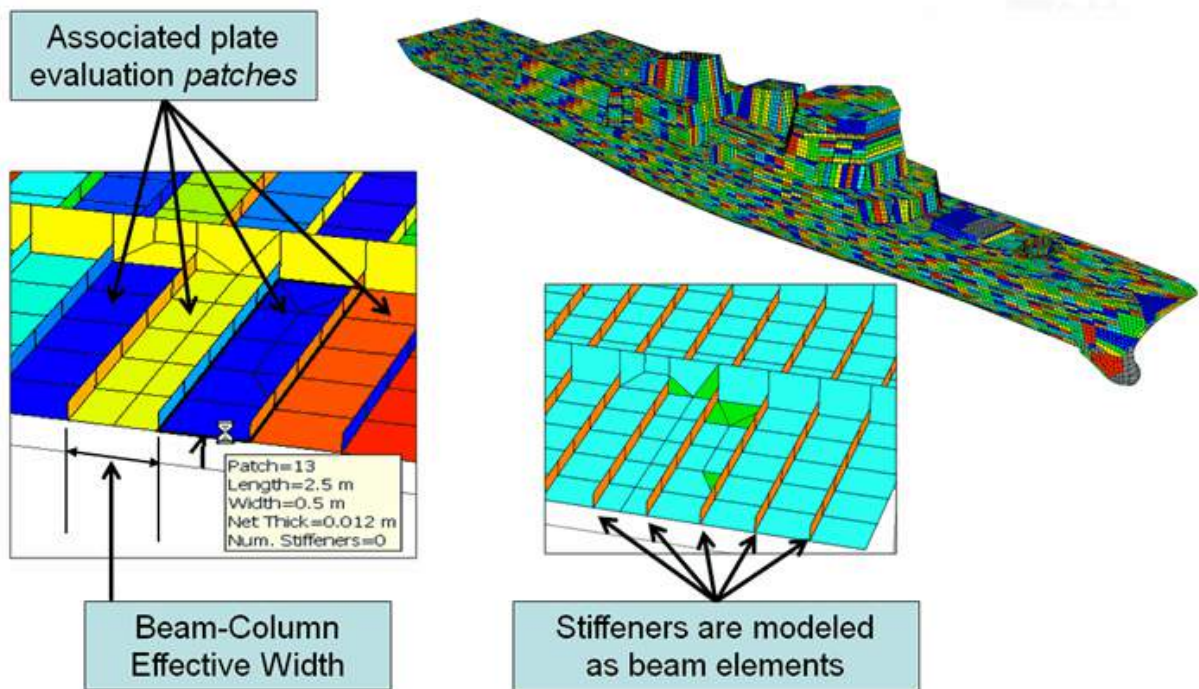 Associated plate
evaluation patches
Patch=13
Length=2.5 m
Width=0.5 m
Net Thick=0.012 m
Num. Stiffeners=0
Beam-Column
Effective Width
Stiffeners are modeled
as beam elements